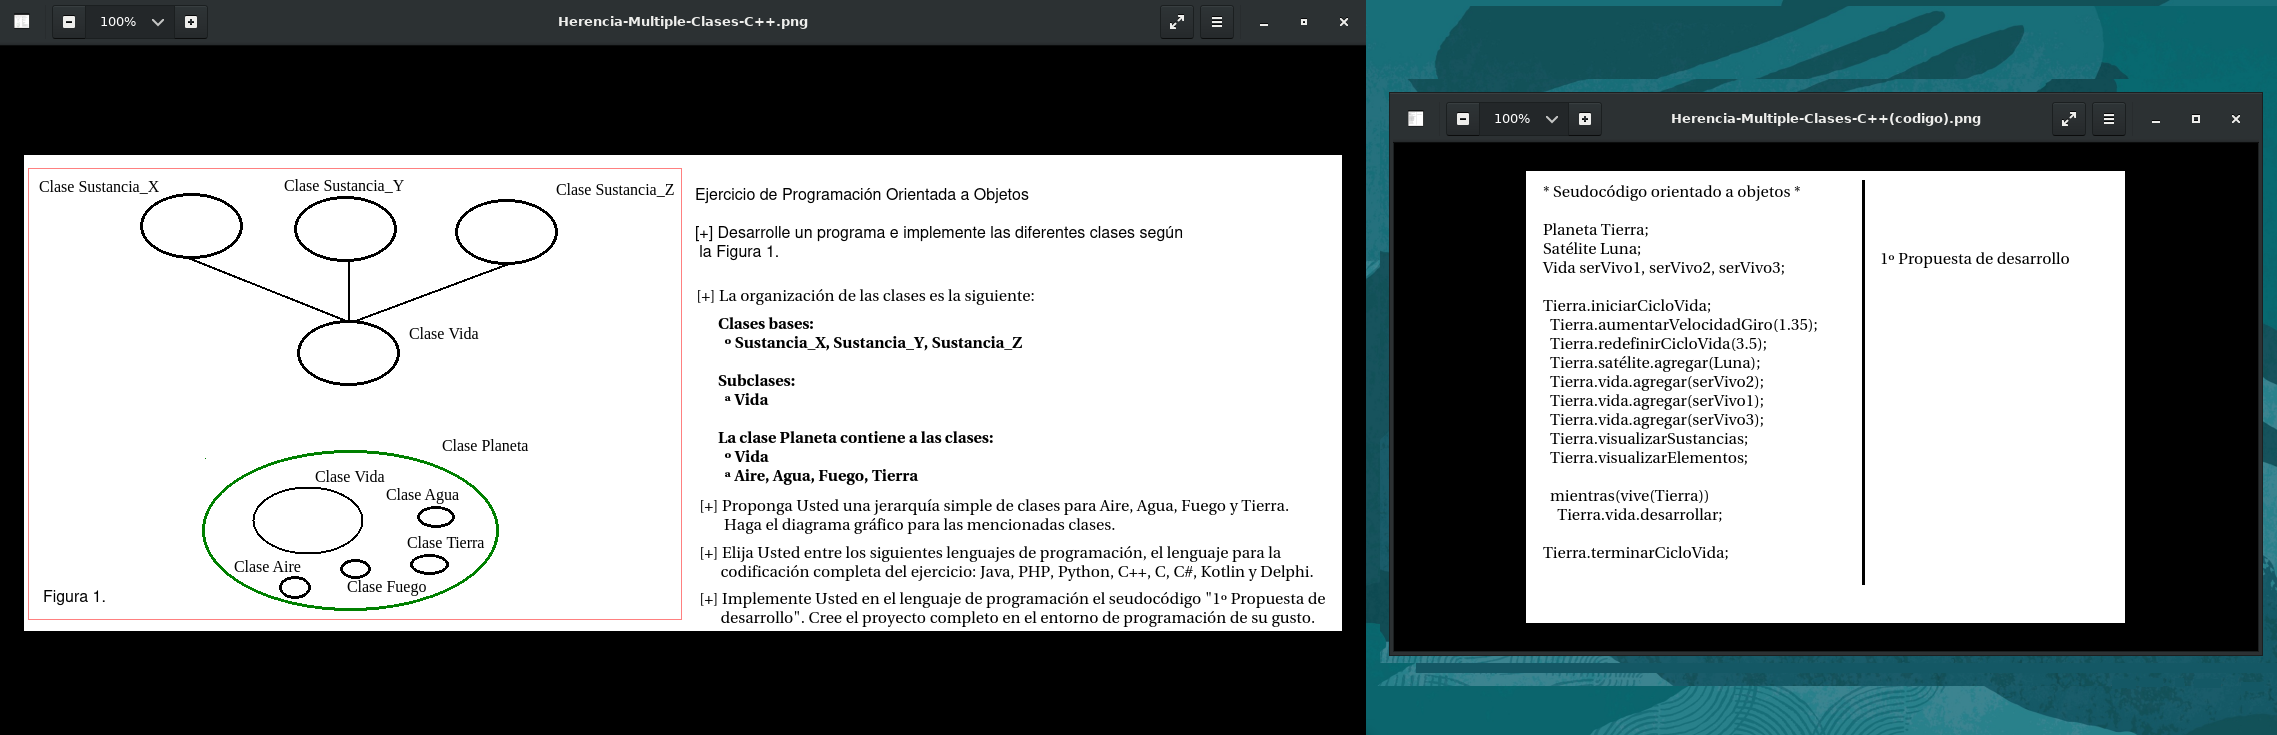 100%
Herencia-Multiple-Clases-C++.png
Clase Sustancia_X
Clase Sustancia_Y
Clase Sustancia_Z
Clase Vida
Clase Planeta
Clase Vida
Clase Agua
Clase Tierra
Clase Aire
Clase Fuego
Figura 1.
Ejercicio de Programación Orientada a Objetos
[+] Desarrolle un programa e implemente las diferentes clases según
la Figura 1.
[+] La organización de las clases es la siguiente:
Clases bases:
º Sustancia_X, Sustancia_Y, Sustancia_Z
Subclases:
ª Vida
La clase Planeta contiene a las clases:
º Vida
ª Aire, Agua, Fuego, Tierra
[+] Proponga Usted una jerarquía simple de clases para Aire, Agua, Fuego y Tierra.
Haga el diagrama gráfico para las mencionadas clases.
[+] Elija Usted entre los siguientes lenguajes de programación, el lenguaje para la
codificación completa del ejercicio: Java, PHP, Python, C++, C, C#, Kotlin y Delphi.
[+] Implemente Usted en el lenguaje de programación el seudocódigo "1º Propuesta de
desarrollo". Cree el proyecto completo en el entorno de programación de su gusto.
100%
Herencia-Multiple-Clases-C++(codigo).png
* Seudocódigo orientado a objetos *
Planeta Tierra;
Satélite Luna;
Vida serVivo1, serVivo2, serVivo3;
Tierra.iniciarCicloVida;
Tierra.aumentarVelocidadGiro(1.35);
Tierra.redefinirCicloVida(3.5);
Tierra.satélite.agregar(Luna);
Tierra.vida.agregar(serVivo2);
Tierra.vida.agregar(serVivo1);
Tierra.vida.agregar(serVivo3);
Tierra.visualizarSustancias;
Tierra.visualizarElementos;
mientras(vive(Tierra))
Tierra.vida.desarrollar;
Tierra.terminarCicloVida;
1º Propuesta de desarrollo